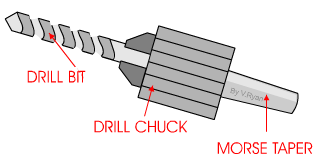 DRILL BIT
By V.Ryan
DRILL CHUCK
MORSE TAPER